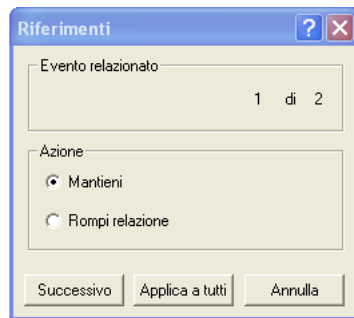 Riferimenti
Evento relazionato
1 di 2
Azione
Mantieni
Rompi relazione
Successivo
Applica a tutti
Annulla